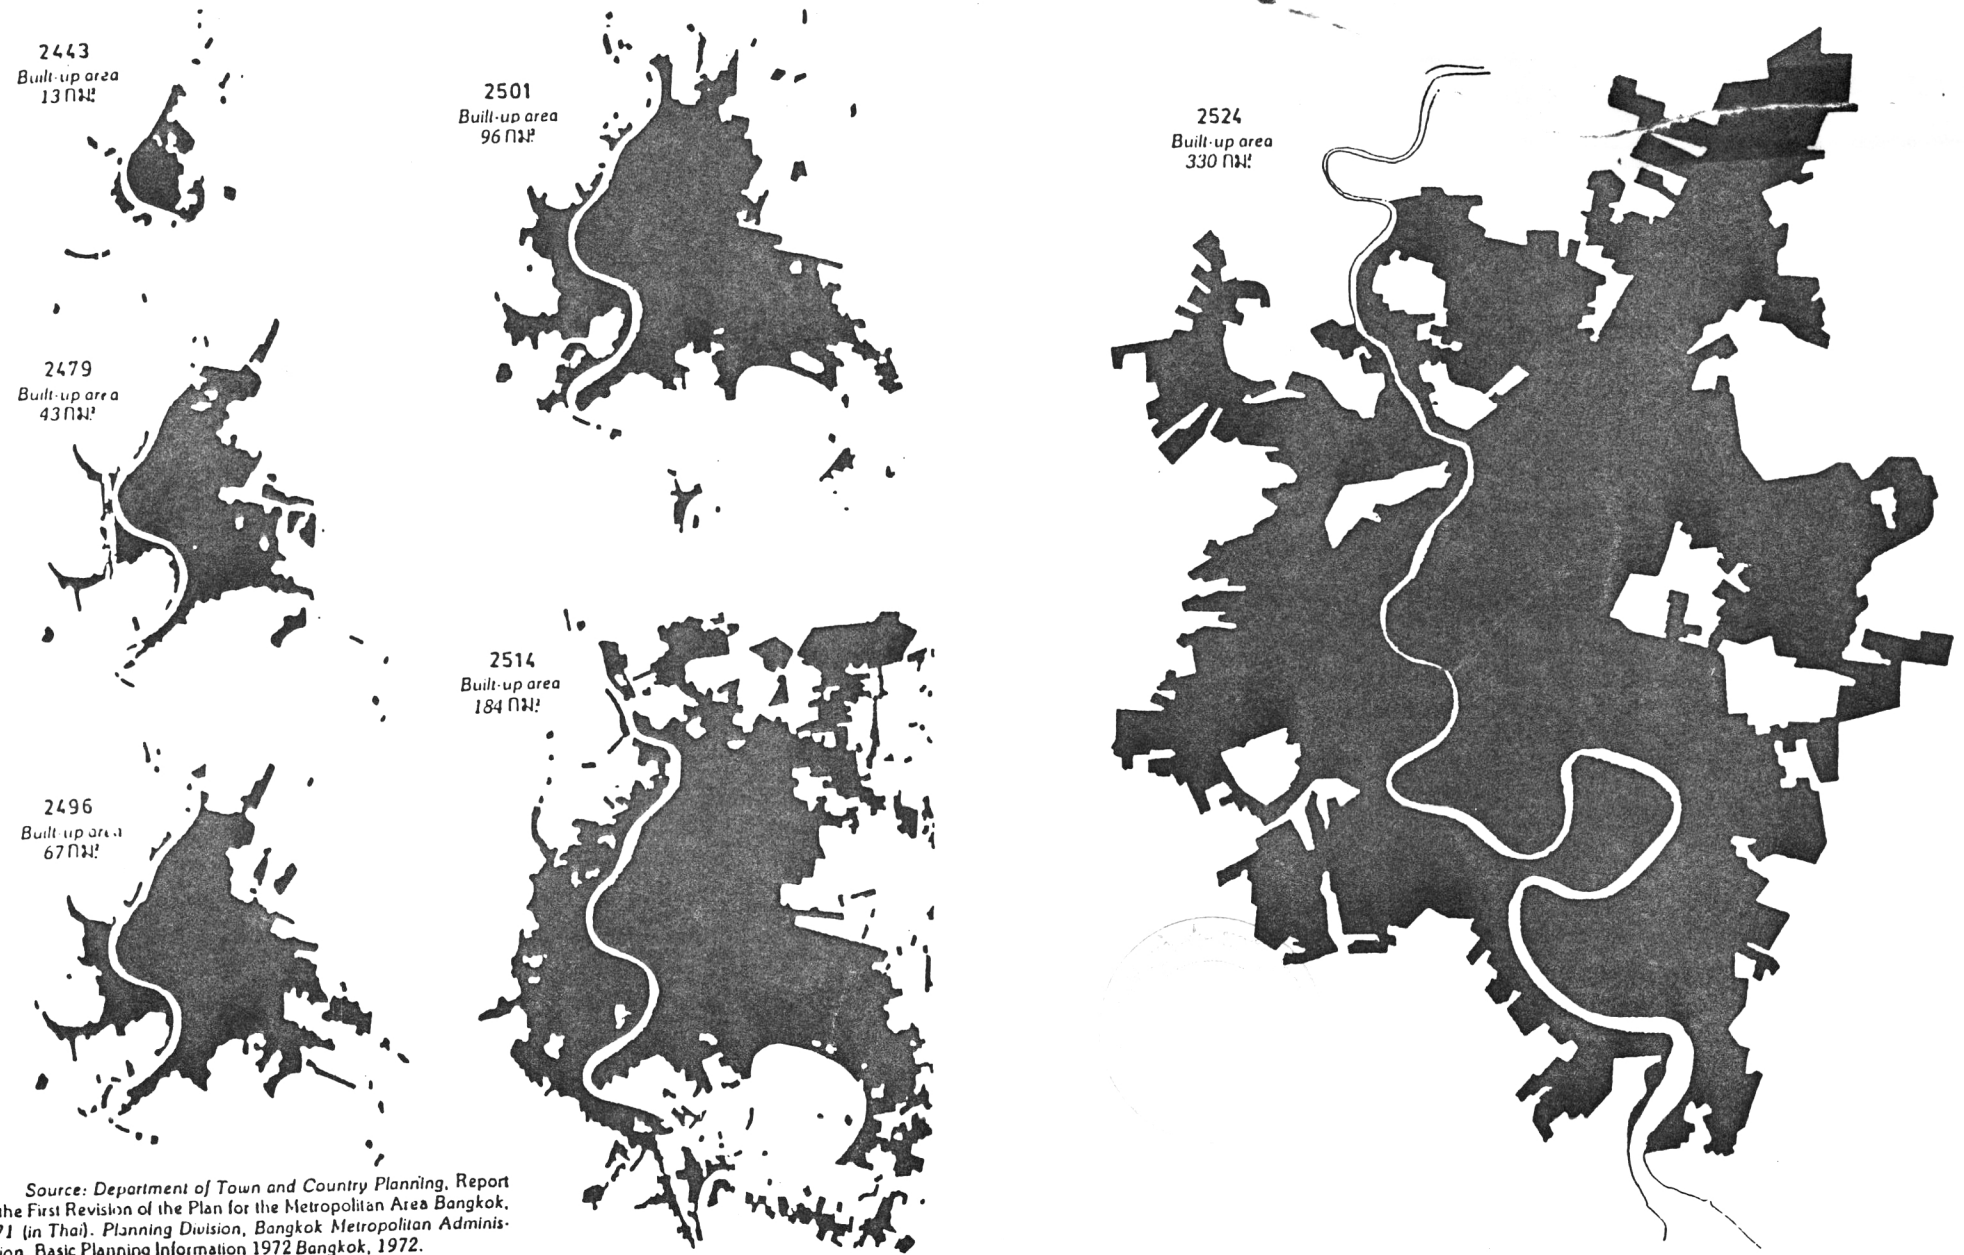 2443
Built-up area
13 กม²
2479
Built-up area
43 กม²
2496
Built-up area
67 กม²
2501
Built-up area
96 กม²
2514
Built-up area
184 กม²
2524
Built-up area
330 กม²
Source: Department of Town and Country Planning, Report
the First Revision of the Plan for the Metropolitan Area Bangkok,
71 (in Thai). Planning Division, Bangkok Metropolitan Adminis-
ion, Basic Planning Information 1972 Bangkok, 1972.